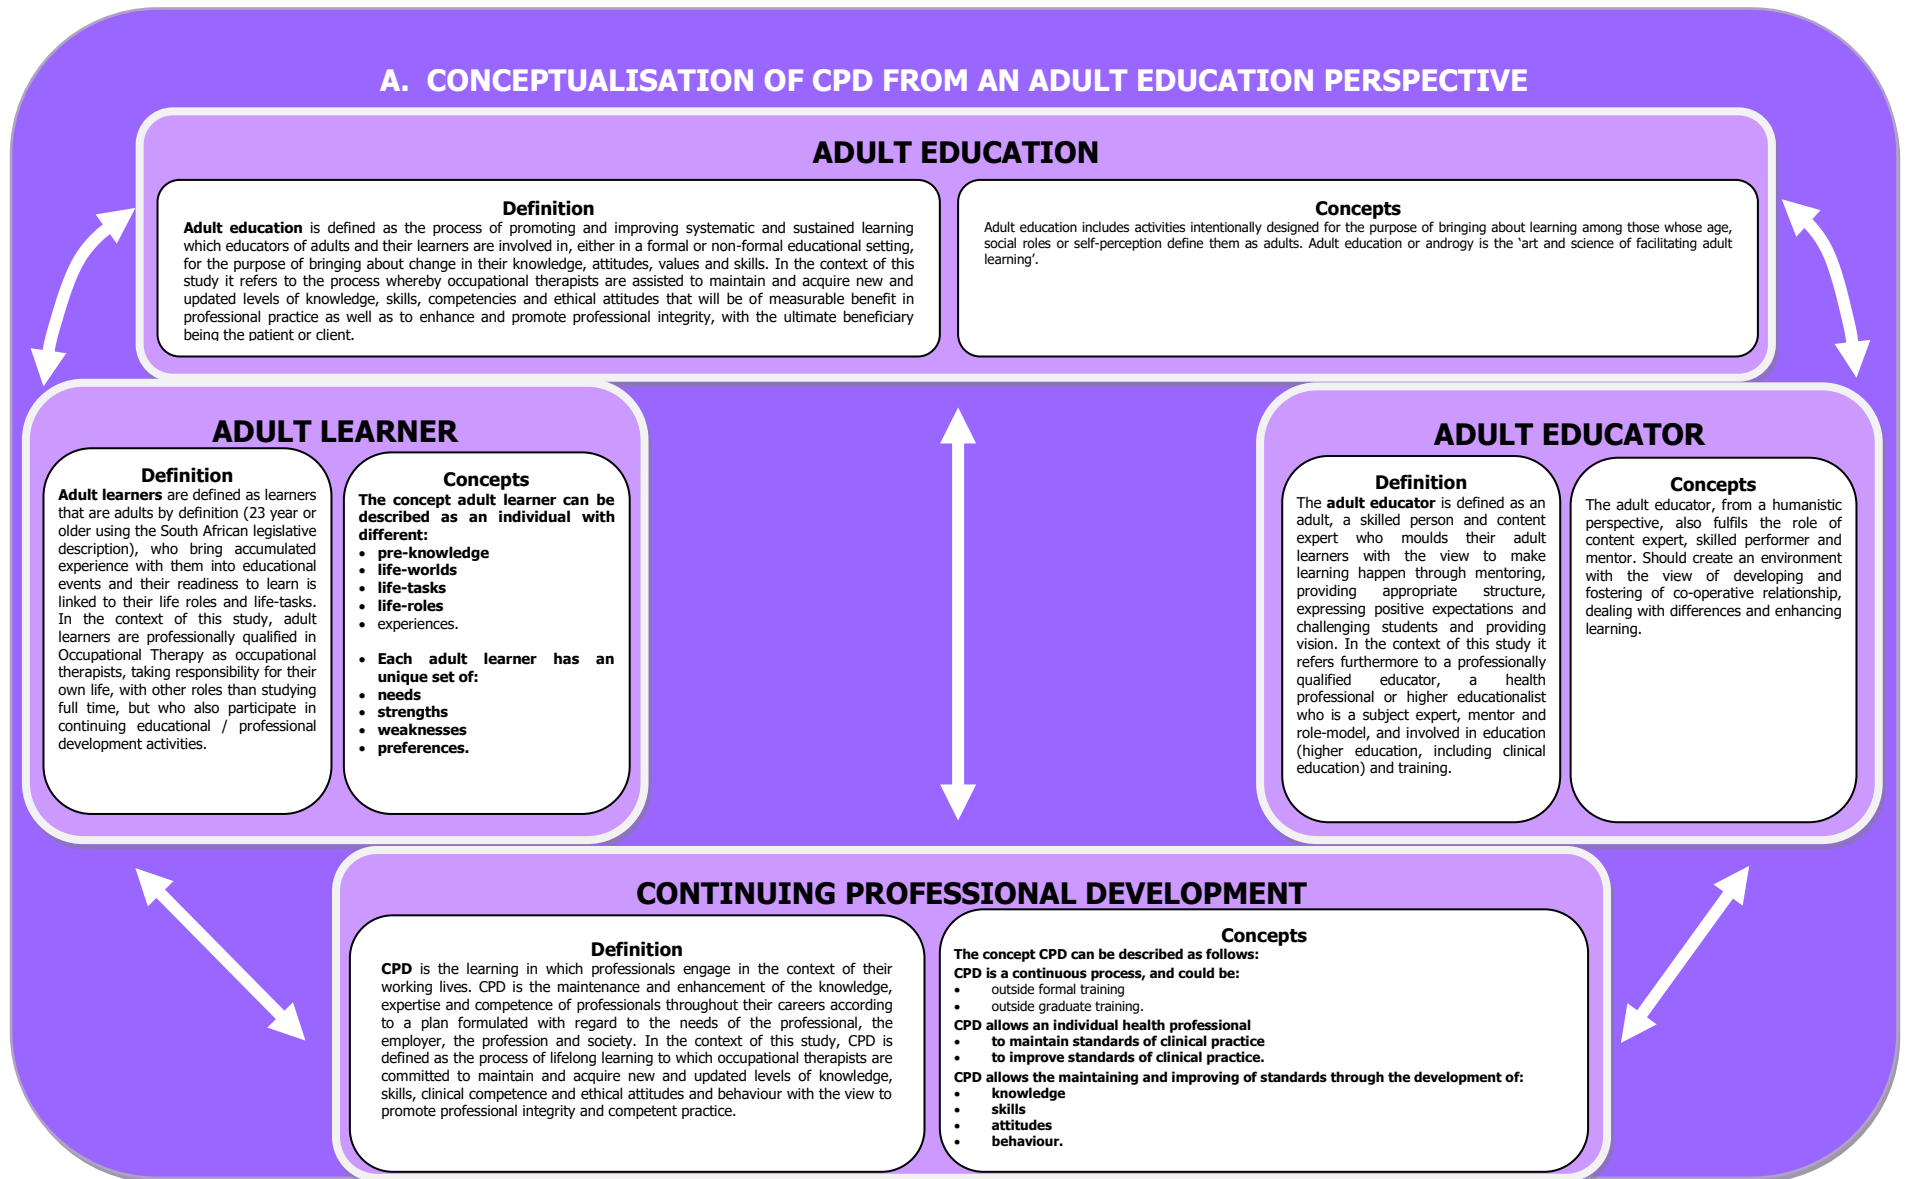 A. CONCEPTUALISATION OF CPD FROM AN ADULT EDUCATION PERSPECTIVE
ADULT EDUCATION
Definition
Adult education is defined as the process of promoting and improving systematic and sustained learning
which educators of adults and their learners are involved in, either in a formal or non-formal educational setting,
for the purpose of bringing about change in their knowledge, attitudes, values and skills. In the context of this
study it refers to the process whereby occupational therapists are assisted to maintain and acquire new and
updated levels of knowledge, skills, competencies and ethical attitudes that will be of measurable benefit in
professional practice as well as to enhance and promote professional integrity, with the ultimate beneficiary
being the patient or client.
Concepts
Adult education includes activities intentionally designed for the purpose of bringing about learning among those whose age,
social roles or self-perception define them as adults. Adult education or androgy is the ‘art and science of facilitating adult
learning’.
ADULT LEARNER
Definition
Adult learners are defined as learners
that are adults by definition (23 year or
older using the South African legislative
description), who bring accumulated
experience with them into educational
events and their readiness to learn is
linked to their life roles and life-tasks.
In the context of this study, adult
learners are professionally qualified in
Occupational Therapy as occupational
therapists, taking responsibility for their
own life, with other roles than studying
full time, but who also participate in
continuing educational / professional
development activities.
Concepts
The concept adult learner can be
described as an individual with
different:
• pre-knowledge
• life-worlds
• life-tasks
• life-roles
• experiences.
• Each adult learner has an
unique set of:
• needs
• strengths
• weaknesses
• preferences.
ADULT EDUCATOR
Definition
The adult educator is defined as an
adult, a skilled person and content
expert who moulds their adult
learners with the view to make
learning happen through mentoring,
providing appropriate structure,
expressing positive expectations and
challenging students and providing
vision. In the context of this study it
refers furthermore to a professionally
qualified educator, a health
professional or higher educationalist
who is a subject expert, mentor and
role-model, and involved in education
(higher education, including clinical
education) and training.
Concepts
The adult educator, from a humanistic
perspective, also fulfils the role of
content expert, skilled performer and
mentor. Should create an environment
with the view of developing and
fostering of co-operative relationship,
dealing with differences and enhancing
learning.
CONTINUING PROFESSIONAL DEVELOPMENT
Definition
CPD is the learning in which professionals engage in the context of their
working lives. CPD is the maintenance and enhancement of the knowledge,
expertise and competence of professionals throughout their careers according
to a plan formulated with regard to the needs of the professional, the
employer, the profession and society. In the context of this study, CPD is
defined as the process of lifelong learning to which occupational therapists are
committed to maintain and acquire new and updated levels of knowledge,
skills, clinical competence and ethical attitudes and behaviour with the view to
promote professional integrity and competent practice.
Concepts
The concept CPD can be described as follows:
CPD is a continuous process, and could be:
• outside formal training
• outside graduate training.
CPD allows an individual health professional
• to maintain standards of clinical practice
• to improve standards of clinical practice.
CPD allows the maintaining and improving of standards through the development of:
• knowledge
• skills
• attitudes
• behaviour.